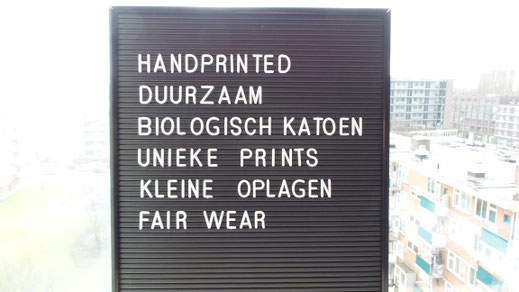 HANDPRINTED
DUURZAAM
BIOLOGISCH KATOEN
UNIEKE PRINTS
KLEINE OPLAGEN
FAIR WEAR